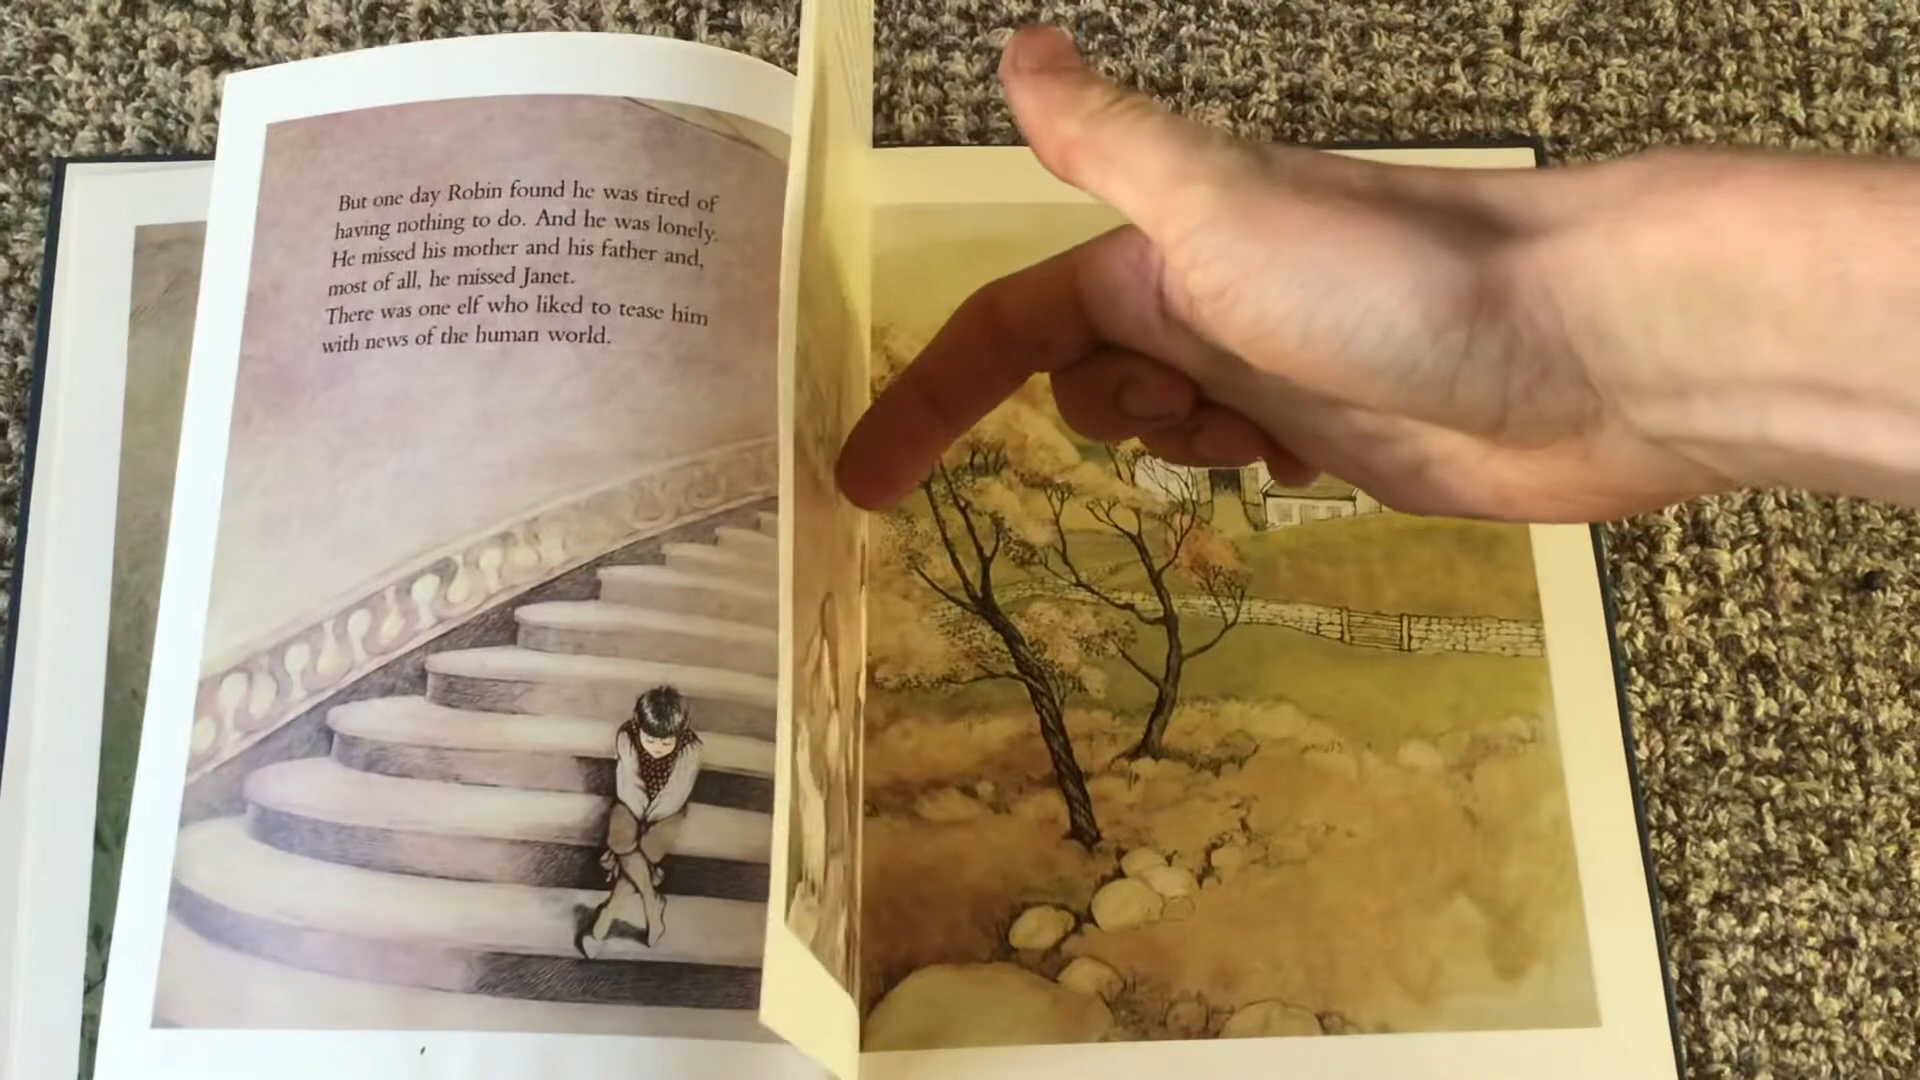 But one day Robin found he was tired of
having nothing to do. And he was lonely.
He missed his mother and his father and,
most of all, he missed Janet.
There was one elf who liked to tease him
with news of the human world.